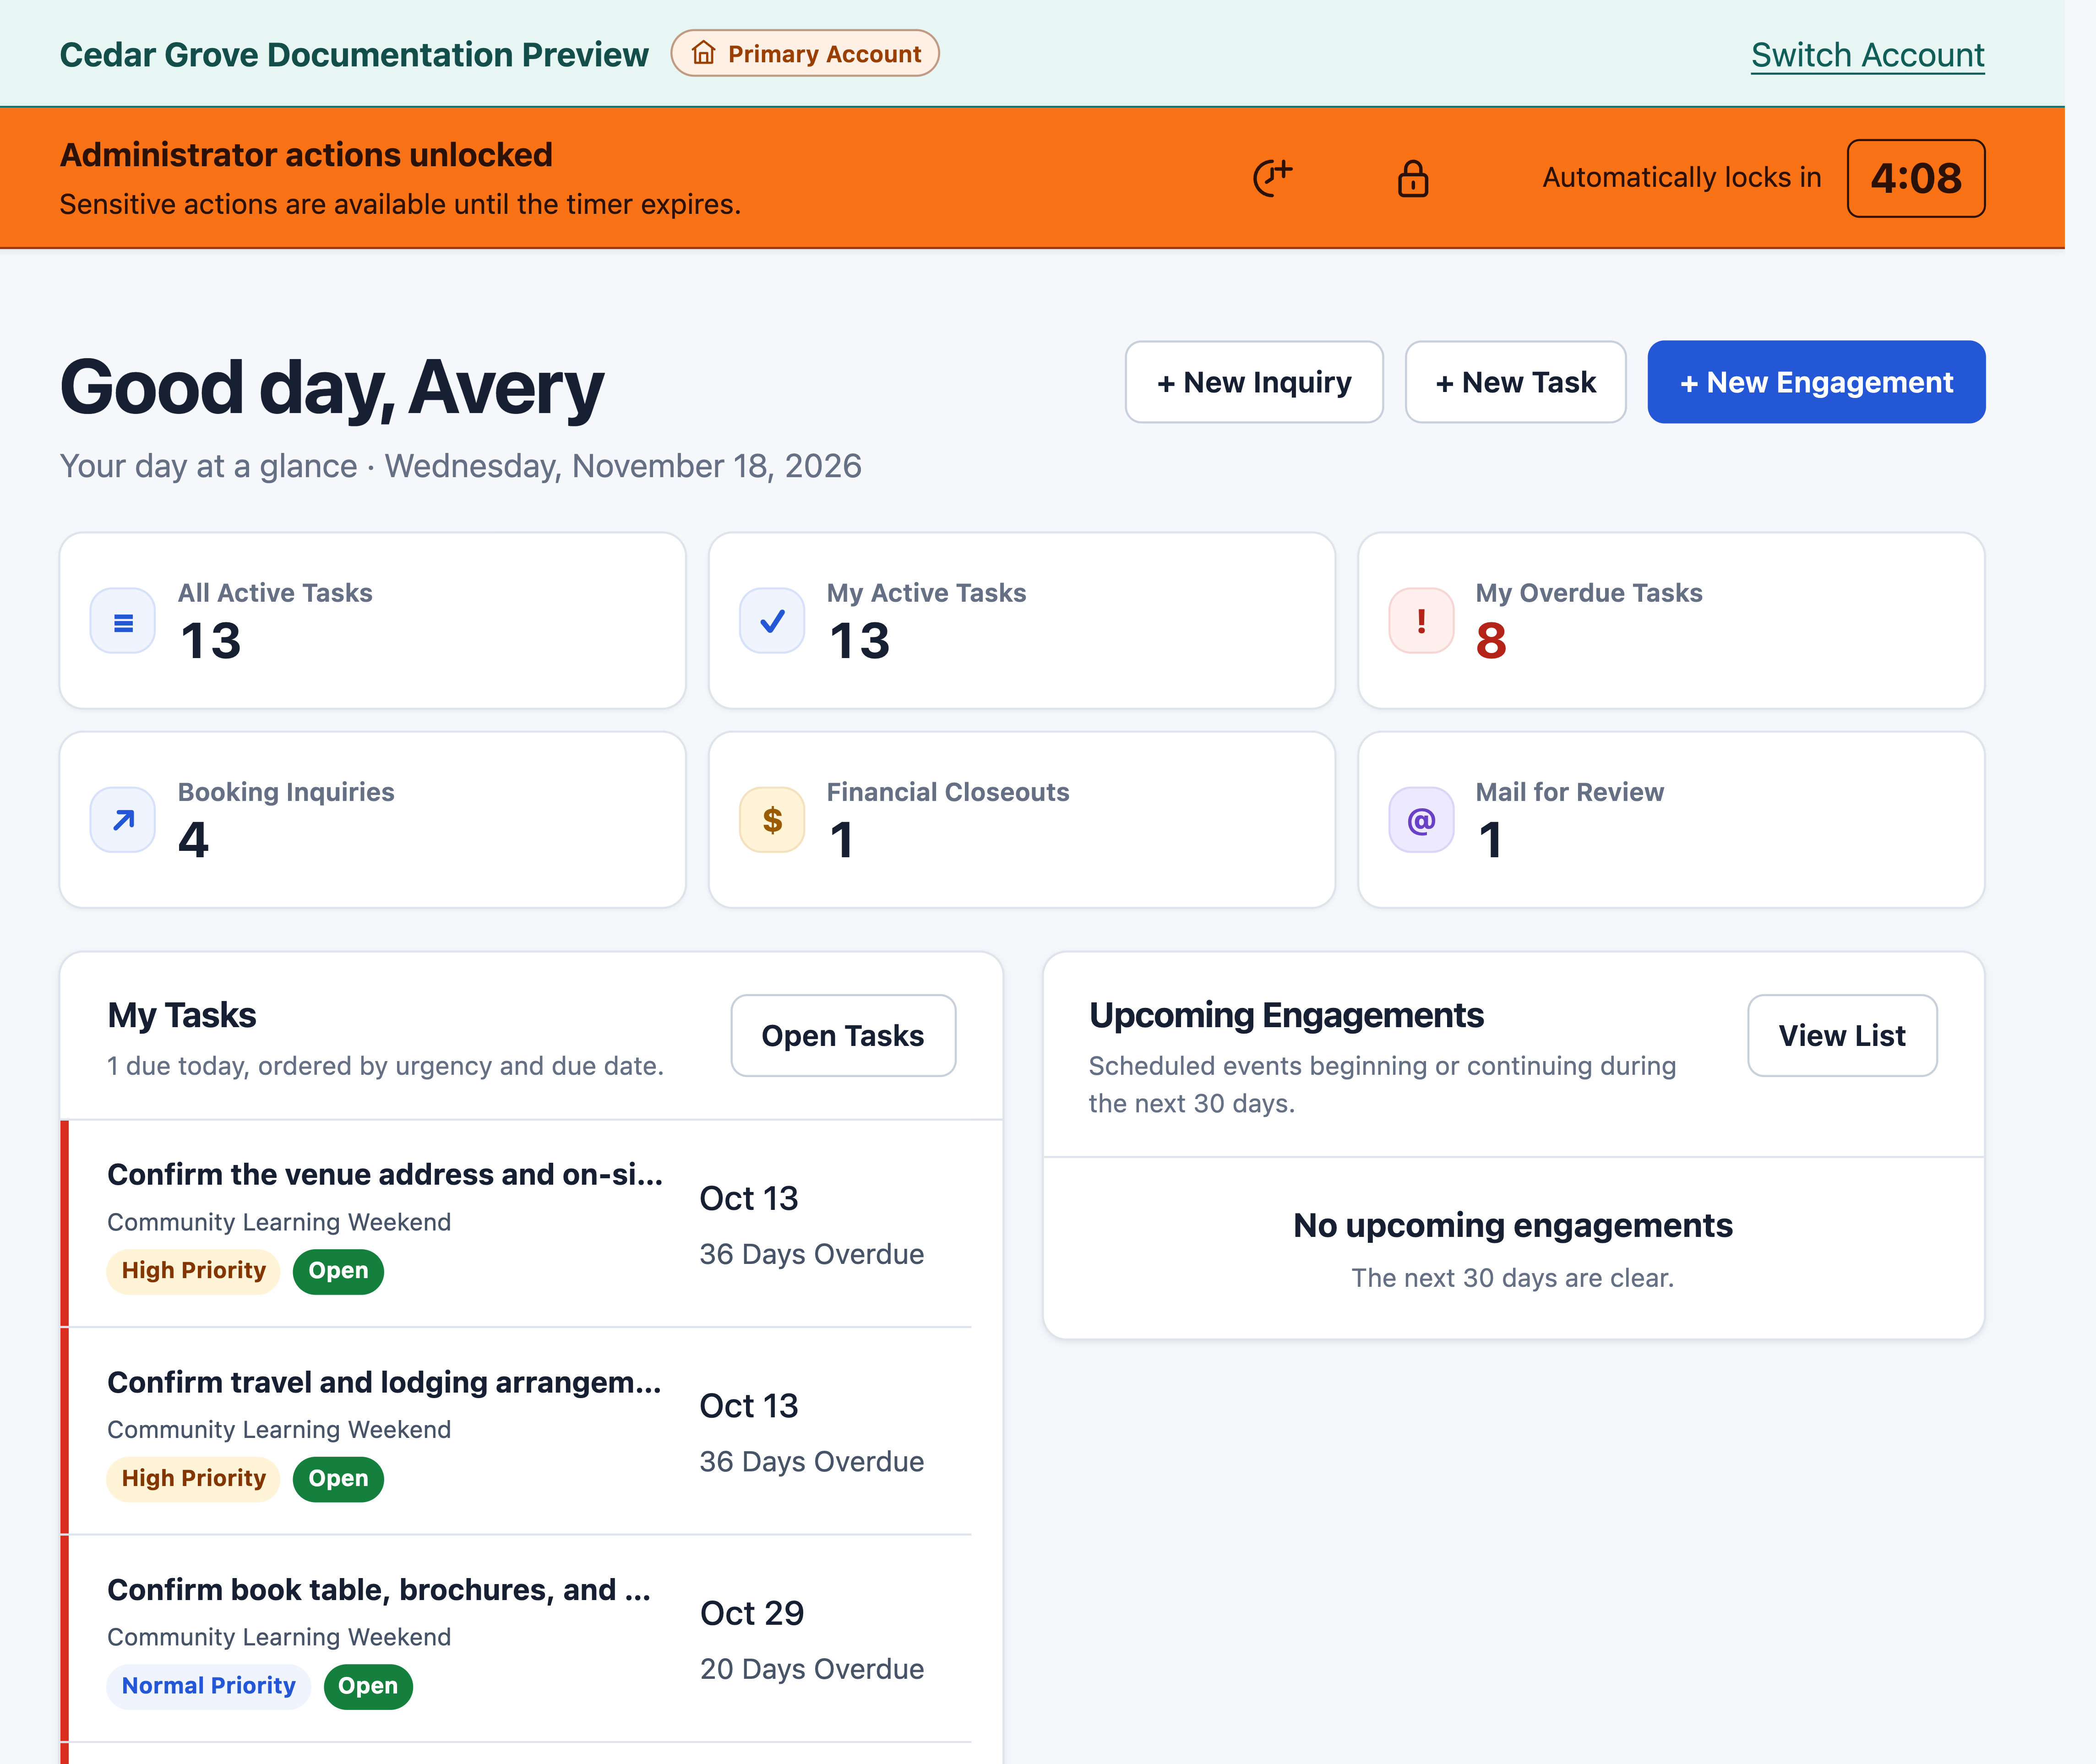 Cedar Grove Documentation Preview
Primary Account
Switch Account
Administrator actions unlocked
Sensitive actions are available until the timer expires.
Automatically locks in
4:08
Good day, Avery
+ New Inquiry
+ New Task
+ New Engagement
Your day at a glance · Wednesday, November 18, 2026
All Active Tasks
13
My Active Tasks
13
!
My Overdue Tasks
8
Booking Inquiries
4
$
Financial Closeouts
1
@
Mail for Review
1
My Tasks
1 due today, ordered by urgency and due date.
Open Tasks
Confirm the venue address and on-si...
Community Learning Weekend
High Priority
Open
Oct 13
36 Days Overdue
Confirm travel and lodging arrangem...
Community Learning Weekend
High Priority
Open
Oct 13
36 Days Overdue
Confirm book table, brochures, and ...
Community Learning Weekend
Normal Priority
Open
Oct 29
20 Days Overdue
Upcoming Engagements
Scheduled events beginning or continuing during
the next 30 days.
View List
No upcoming engagements
The next 30 days are clear.